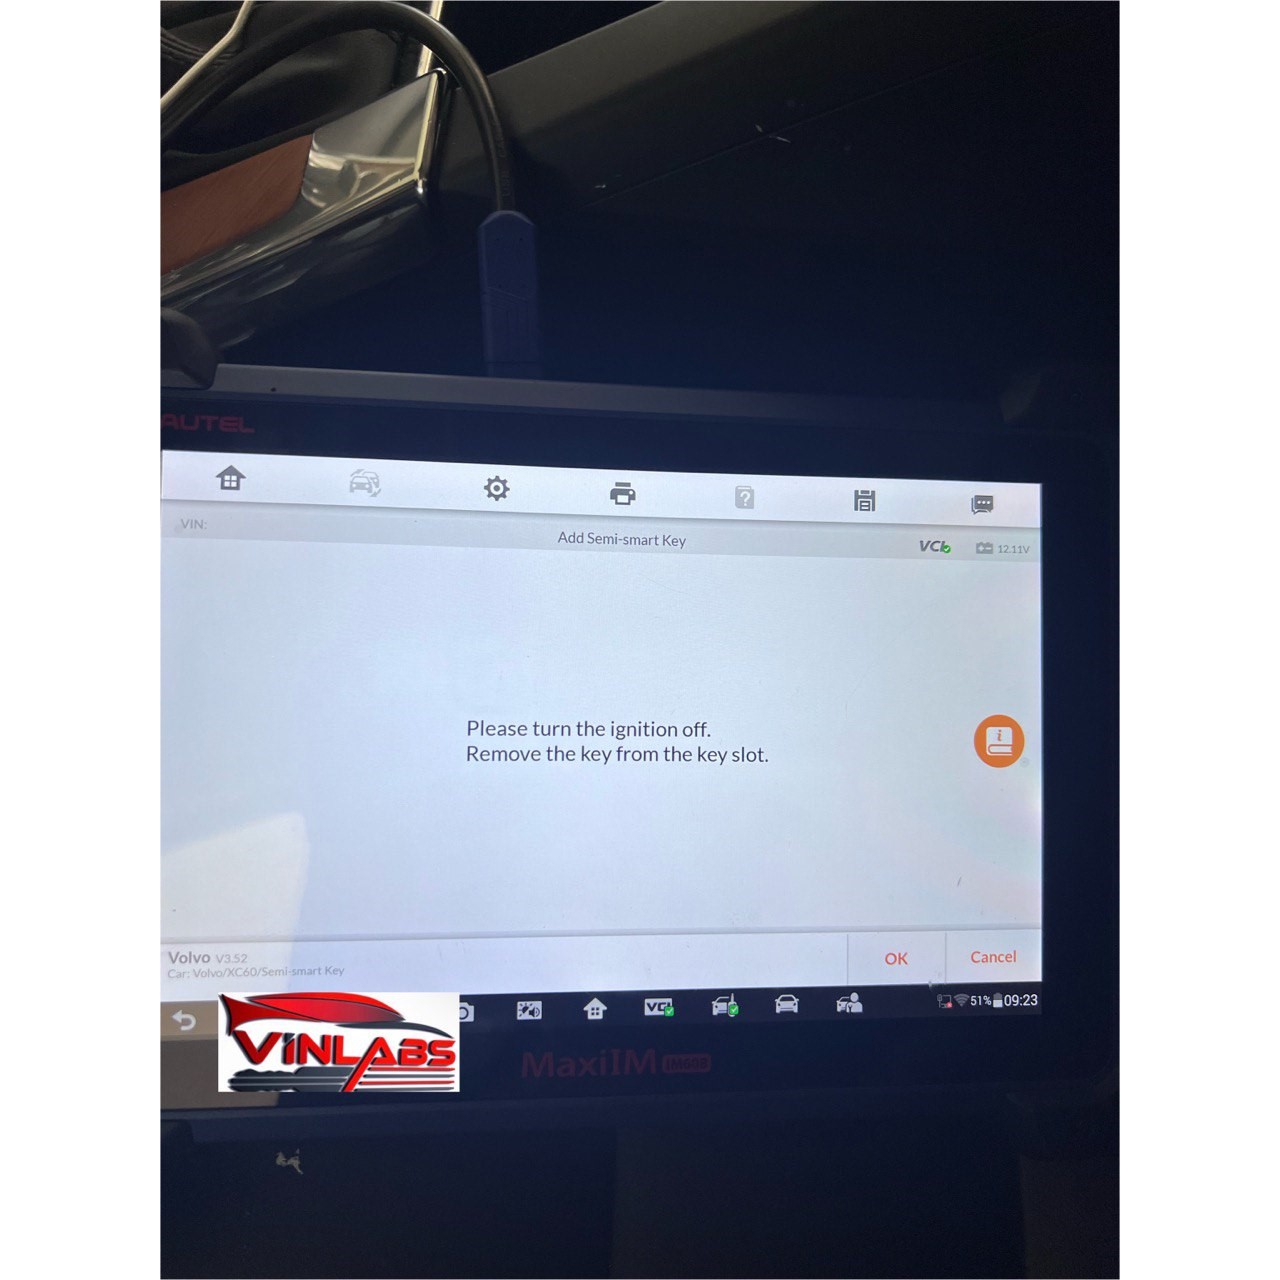 AUTEL
VIN:
Add Semi-smart Key
VCI
12.11V
Please turn the ignition off.
Remove the key from the key slot.
i
Volvo V3.52
Car: Volvo/XC60/Semi-smart Key
OK
Cancel
VCI
51%
09:23
VINLABS
MaxiIM